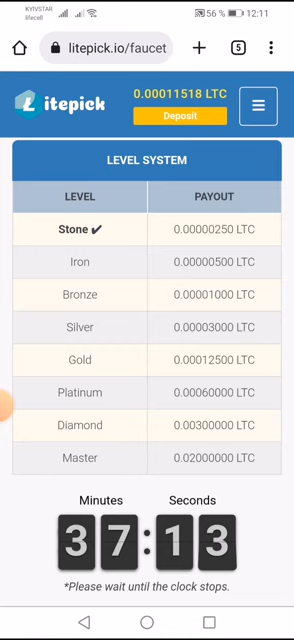 KYIVSTAR
lifecell
56 %
12:11
litepick.io/faucet
5
Litepick
0.00011518 LTC
Deposit
LEVEL SYSTEM
LEVEL PAYOUT
Stone ✔ 0.00000250 LTC
Iron 0.00000500 LTC
Bronze 0.00001000 LTC
Silver 0.00003000 LTC
Gold 0.00012500 LTC
Platinum 0.00060000 LTC
Diamond 0.00300000 LTC
Master 0.02000000 LTC
Minutes Seconds
37:13
*Please wait until the clock stops.